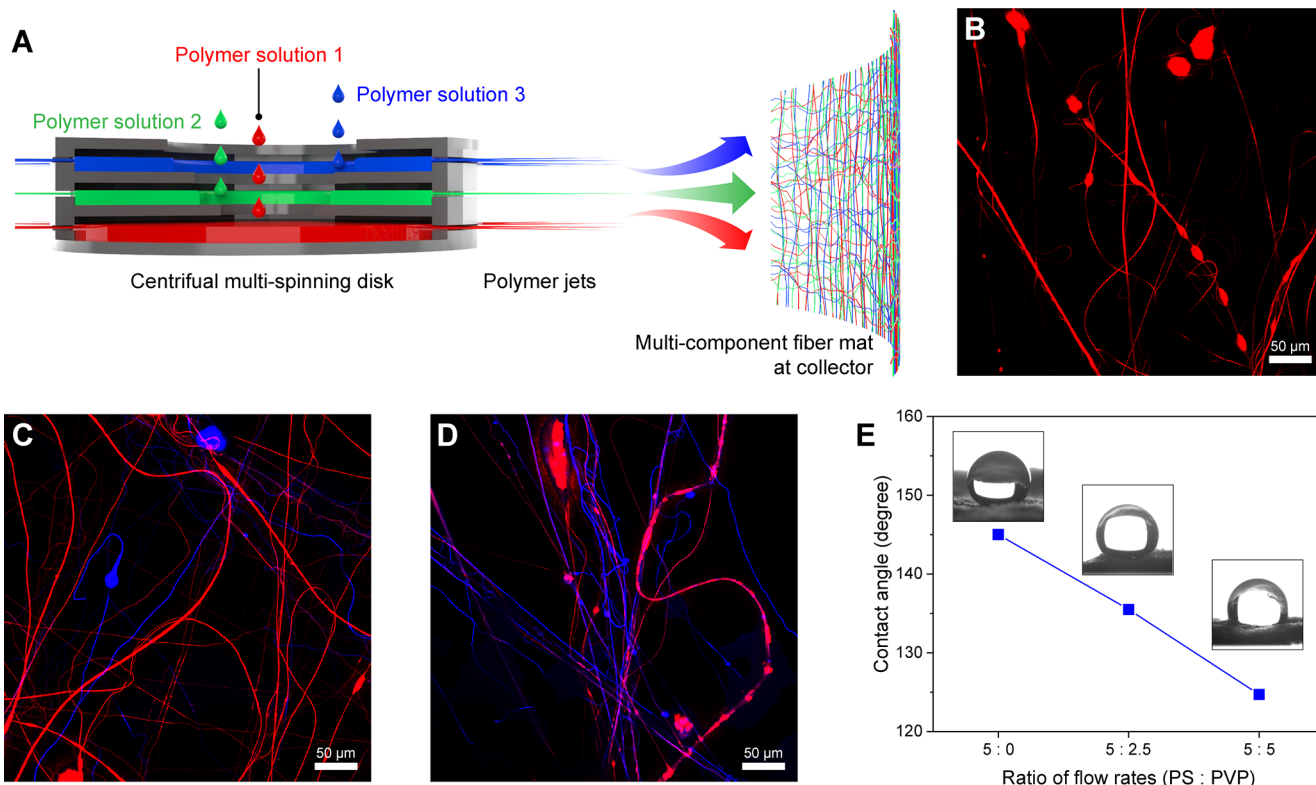 A
Polymer solution 1
Polymer solution 3
Polymer solution 2
Centrifual multi-spinning disk
Polymer jets
Multi-component fiber mat
at collector
B
50 µm
C
50 µm
D
50 µm
E
160
150
140
130
120
Contact angle (degree)
5 : 0
5 : 2.5
5 : 5
Ratio of flow rates (PS : PVP)